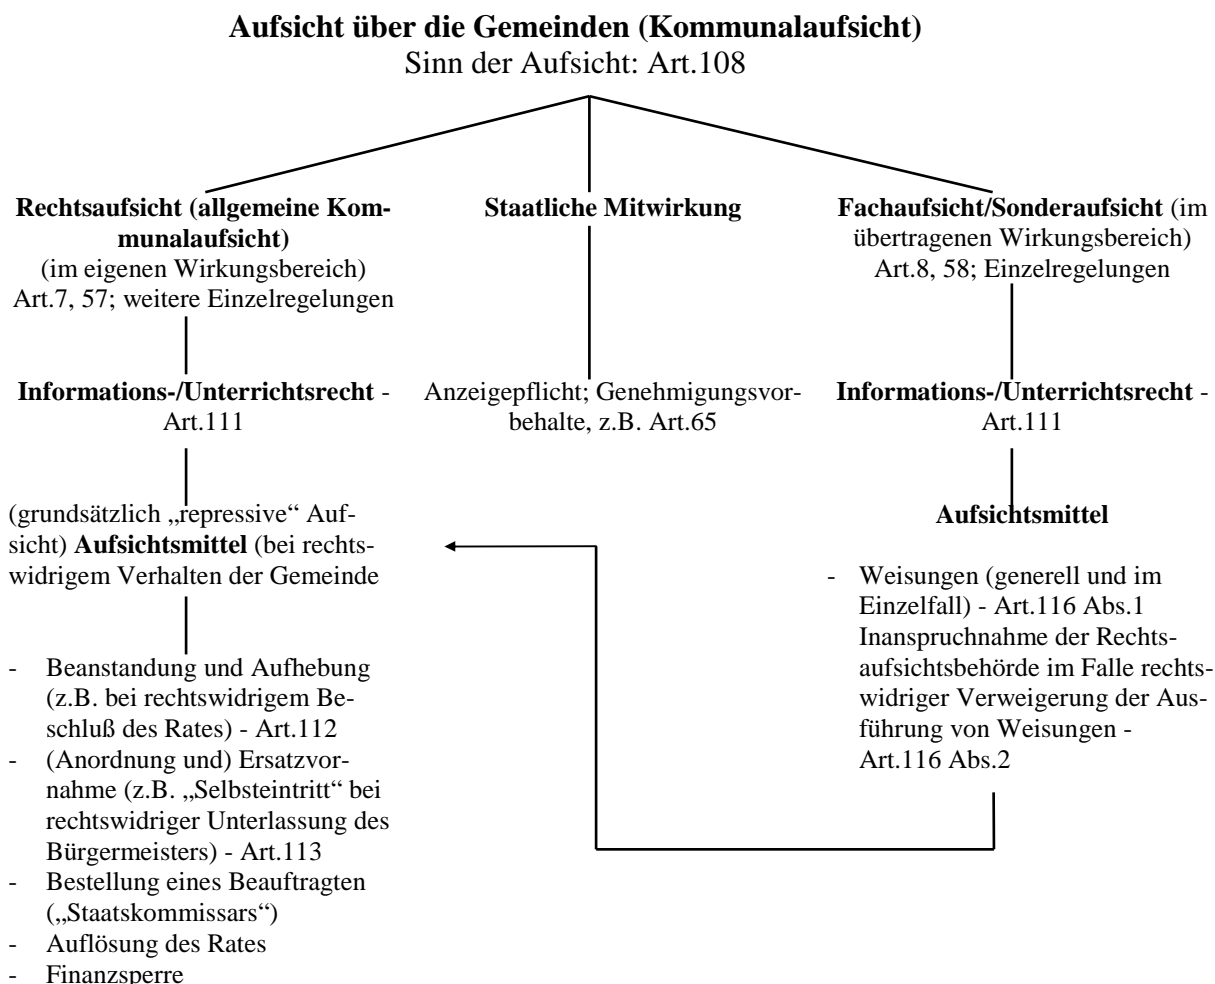 Aufsicht über die Gemeinden (Kommunalaufsicht)
Sinn der Aufsicht: Art.108
Rechtsaufsicht (allgemeine Kom-
munalaufsicht)
(im eigenen Wirkungsbereich)
Art.7, 57; weitere Einzelregelungen
Staatliche Mitwirkung
Fachaufsicht/Sonderaufsicht (im
übertragenen Wirkungsbereich)
Art.8, 58; Einzelregelungen
Informations-/Unterrichtsrecht -
Art.111
Anzeigepflicht; Genehmigungsvor-
behalte, z.B. Art.65
Informations-/Unterrichtsrecht -
Art.111
(grundsätzlich „repressive“ Auf-
sicht) Aufsichtsmittel (bei rechts-
widrigem Verhalten der Gemeinde
- Beanstandung und Aufhebung
(z.B. bei rechtswidrigem Be-
schluß des Rates) - Art.112
- (Anordnung und) Ersatzvor-
nahme (z.B. „Selbsteintritt“ bei
rechtswidriger Unterlassung des
Bürgermeisters) - Art.113
- Bestellung eines Beauftragten
(„Staatskommissars“)
- Auflösung des Rates
- Finanzsperre
Aufsichtsmittel
- Weisungen (generell und im
Einzelfall) - Art.116 Abs.1
Inanspruchnahme der Rechts-
aufsichtsbehörde im Falle rechts-
widriger Verweigerung der Aus-
führung von Weisungen -
Art.116 Abs.2